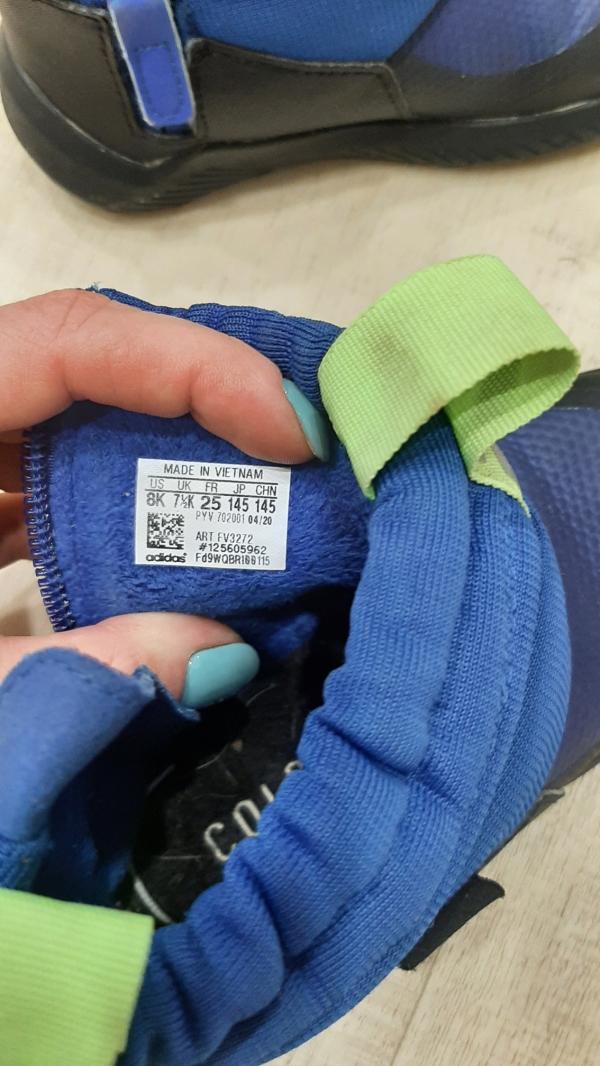 MADE IN VIETNAM
US UK FR JP CHN
8K 7½K 25 145 145
PYV 702001 04/20
ART FV3272
#125605962
adidas Fd9WQBR100115